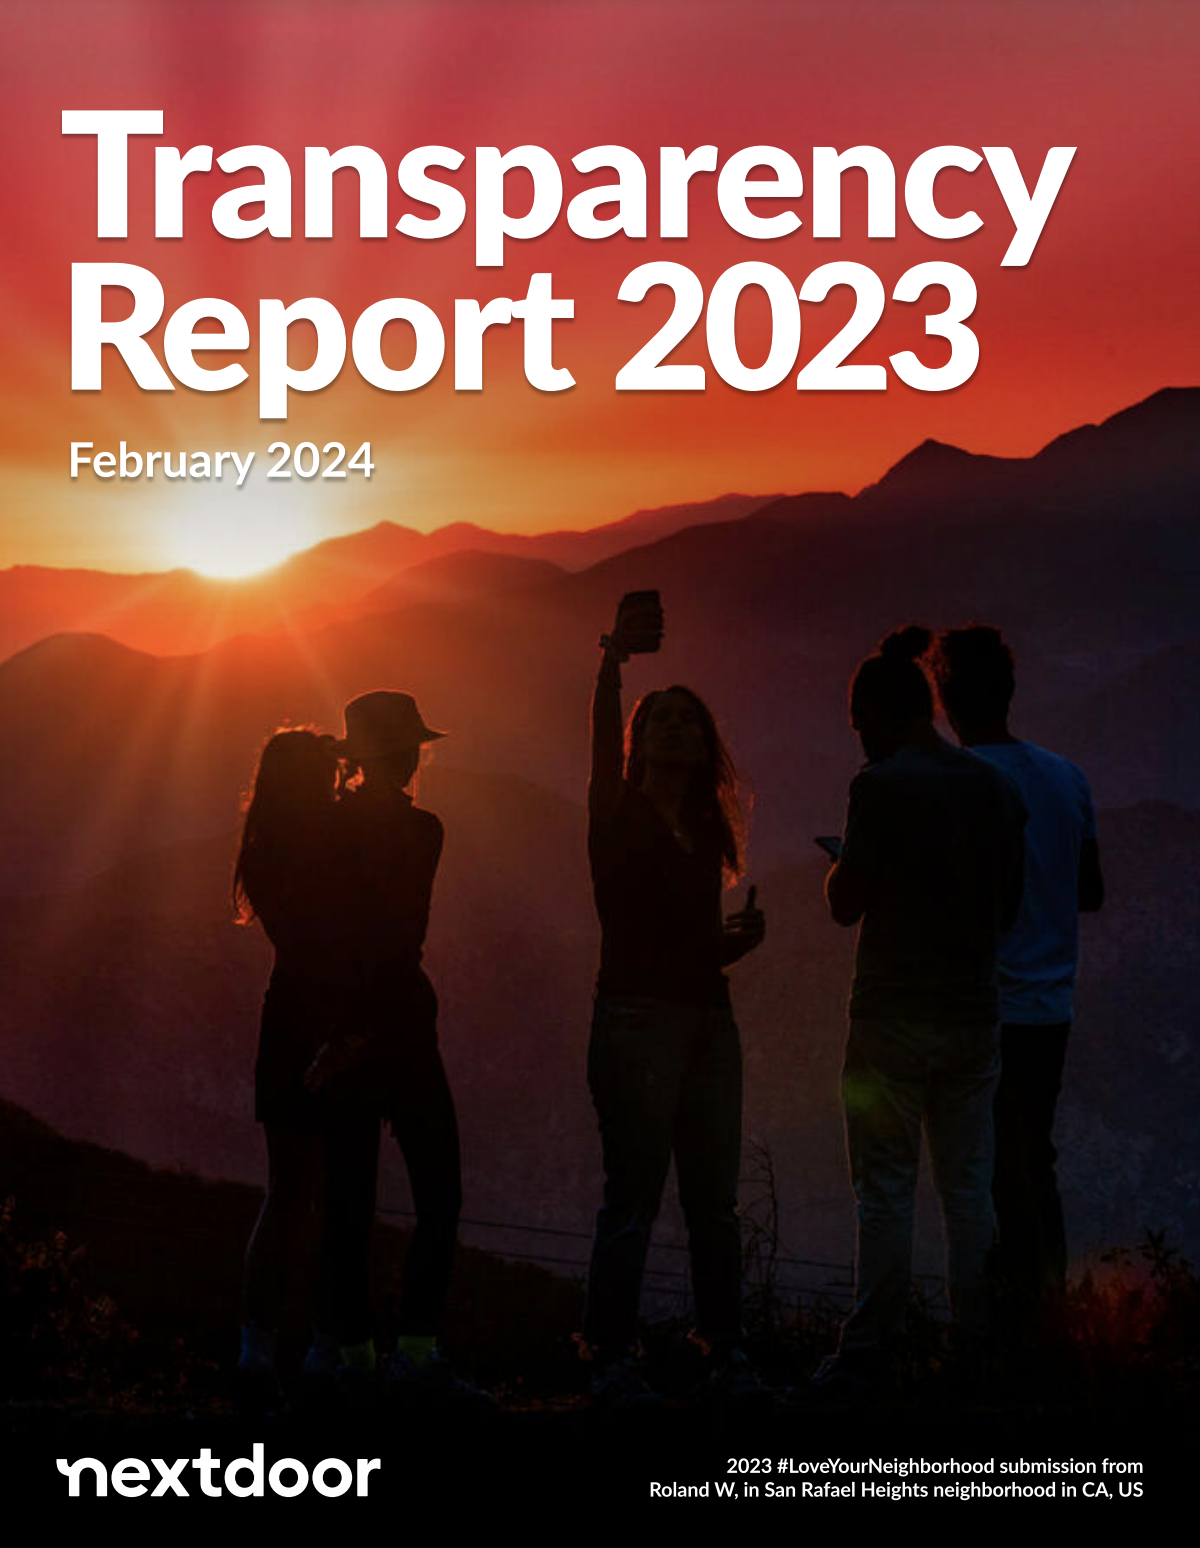 Transparency
Report 2023
February 2024
nextdoor
2023 #LoveYourNeighborhood submission from
Roland W, in San Rafael Heights neighborhood in CA, US